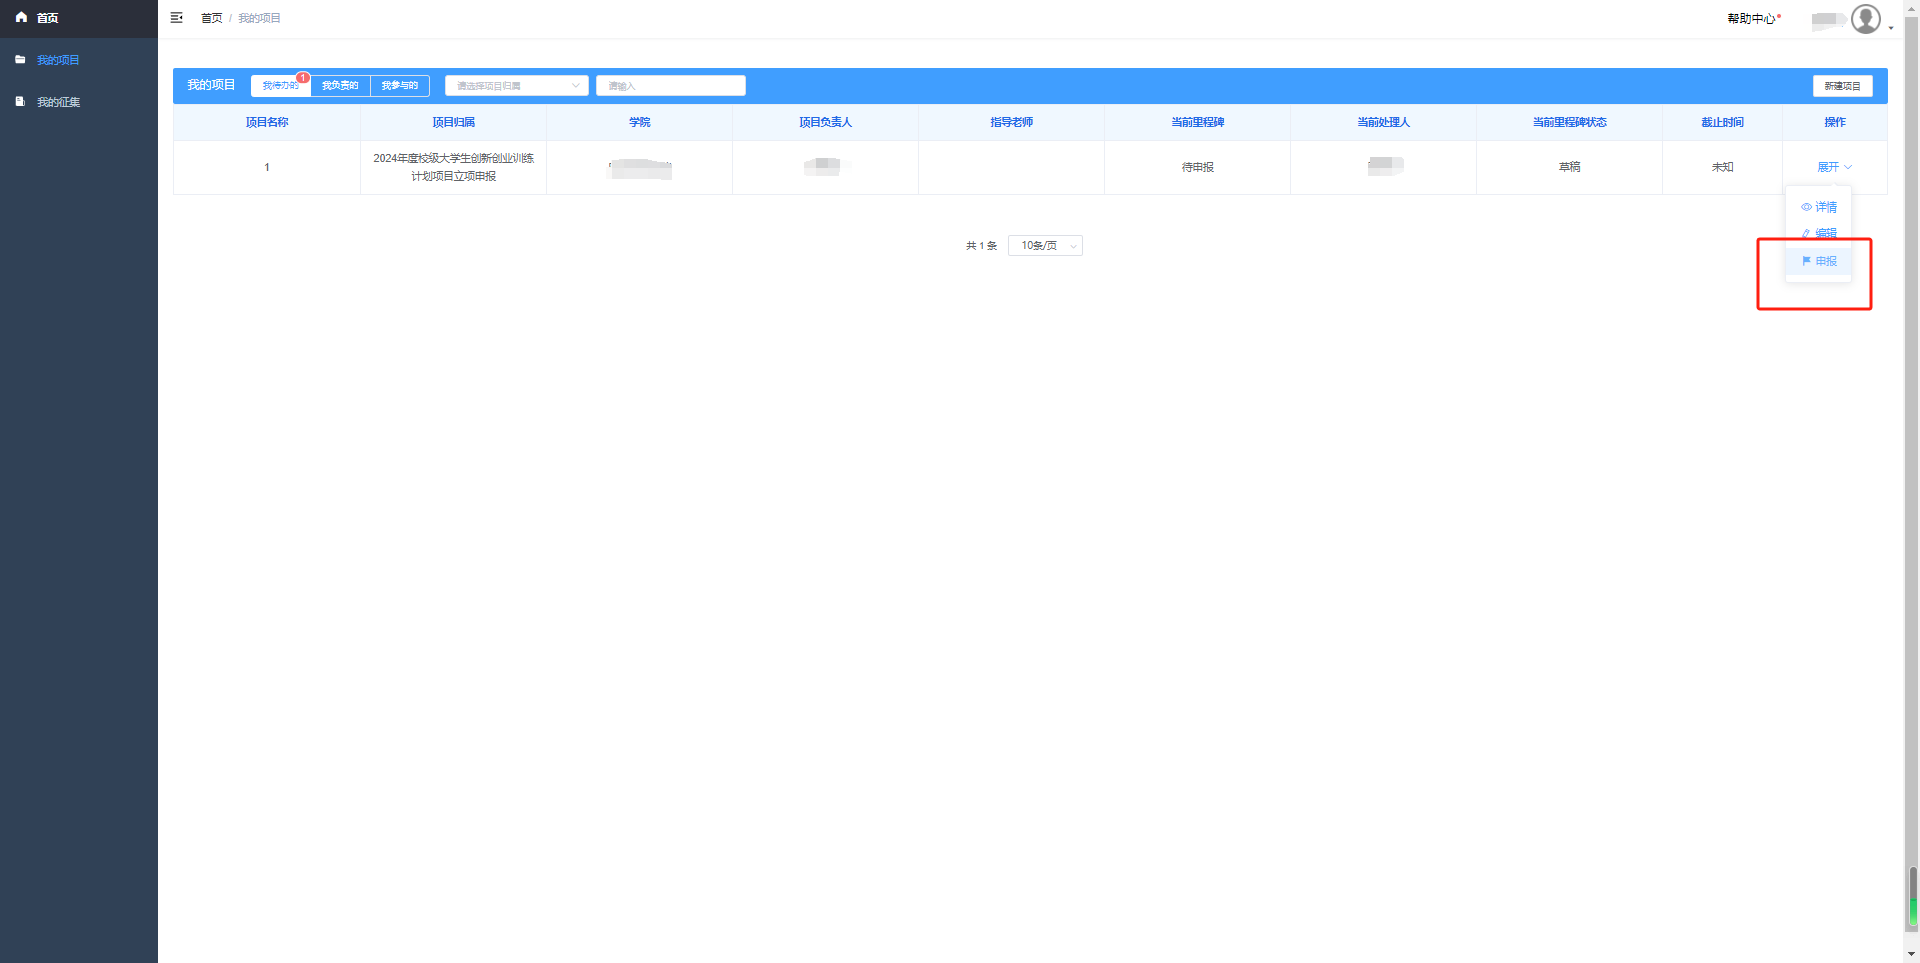 首页
我的项目
我的征集
首页 / 我的项目
帮助中心*
我的项目
我待办的
1
我负责的
我参与的
请选择项目归属
请输入
新建项目
项目名称 项目归属 学院 项目负责人 指导老师 当前里程碑 当前处理人 当前里程碑状态 截止时间 操作
1 2024年度校级大学生创新创业训练 待申报 草稿 未知 展开
计划项目立项申报
详情
编辑
申报
共 1 条 10条/页